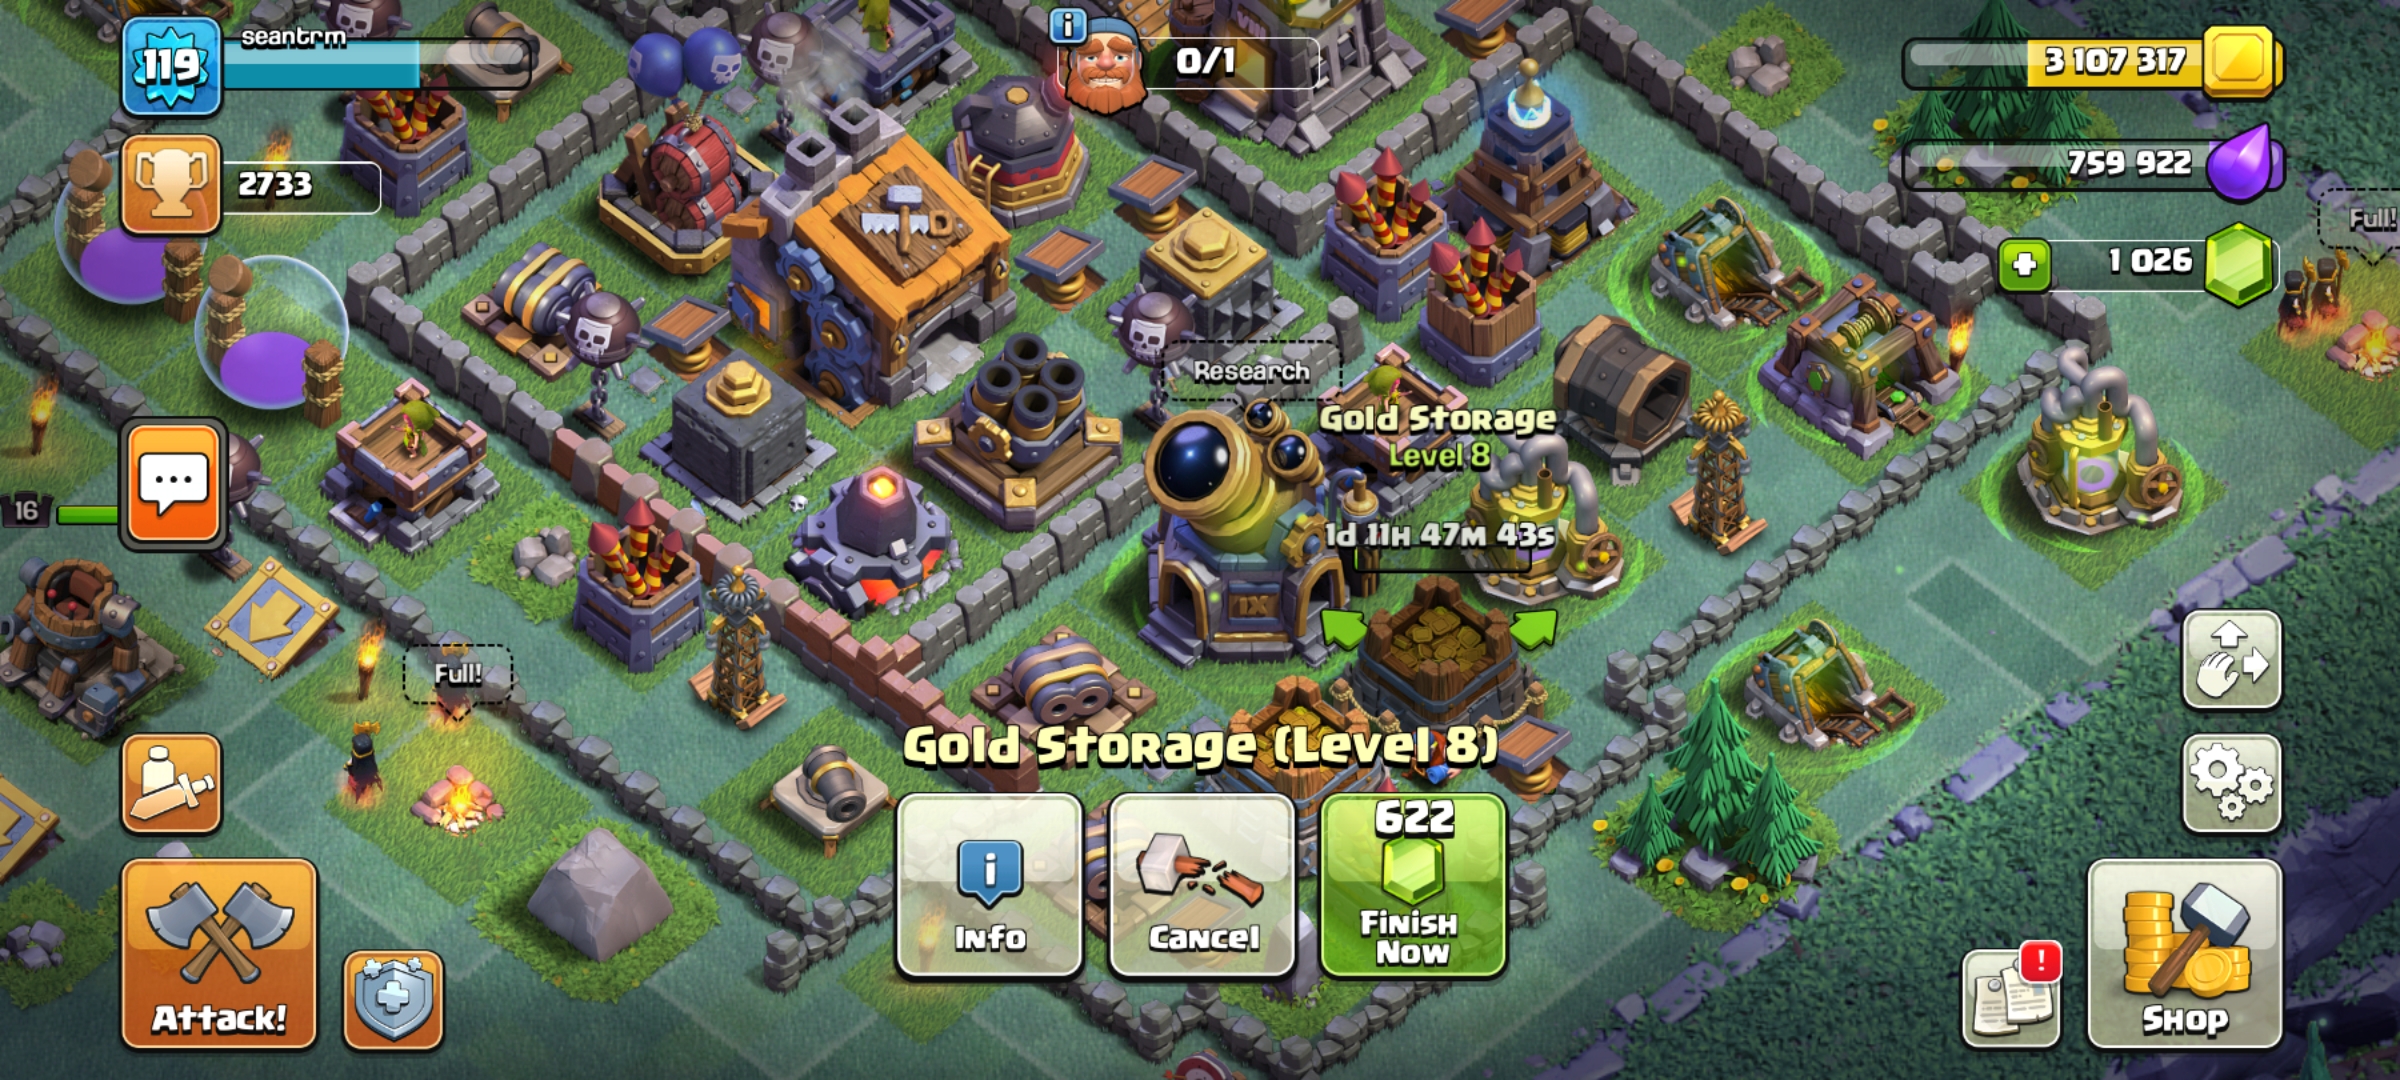 119
seantrm
2733
0/1
3 107 317
759 922
1 026
Full!
Research
Gold Storage
Level 8
16
1d 11H 47M 43s
IX
Full!
Gold Storage (Level 8)
622
Info
Cancel
Finish
Now
Attack!
!
Shop